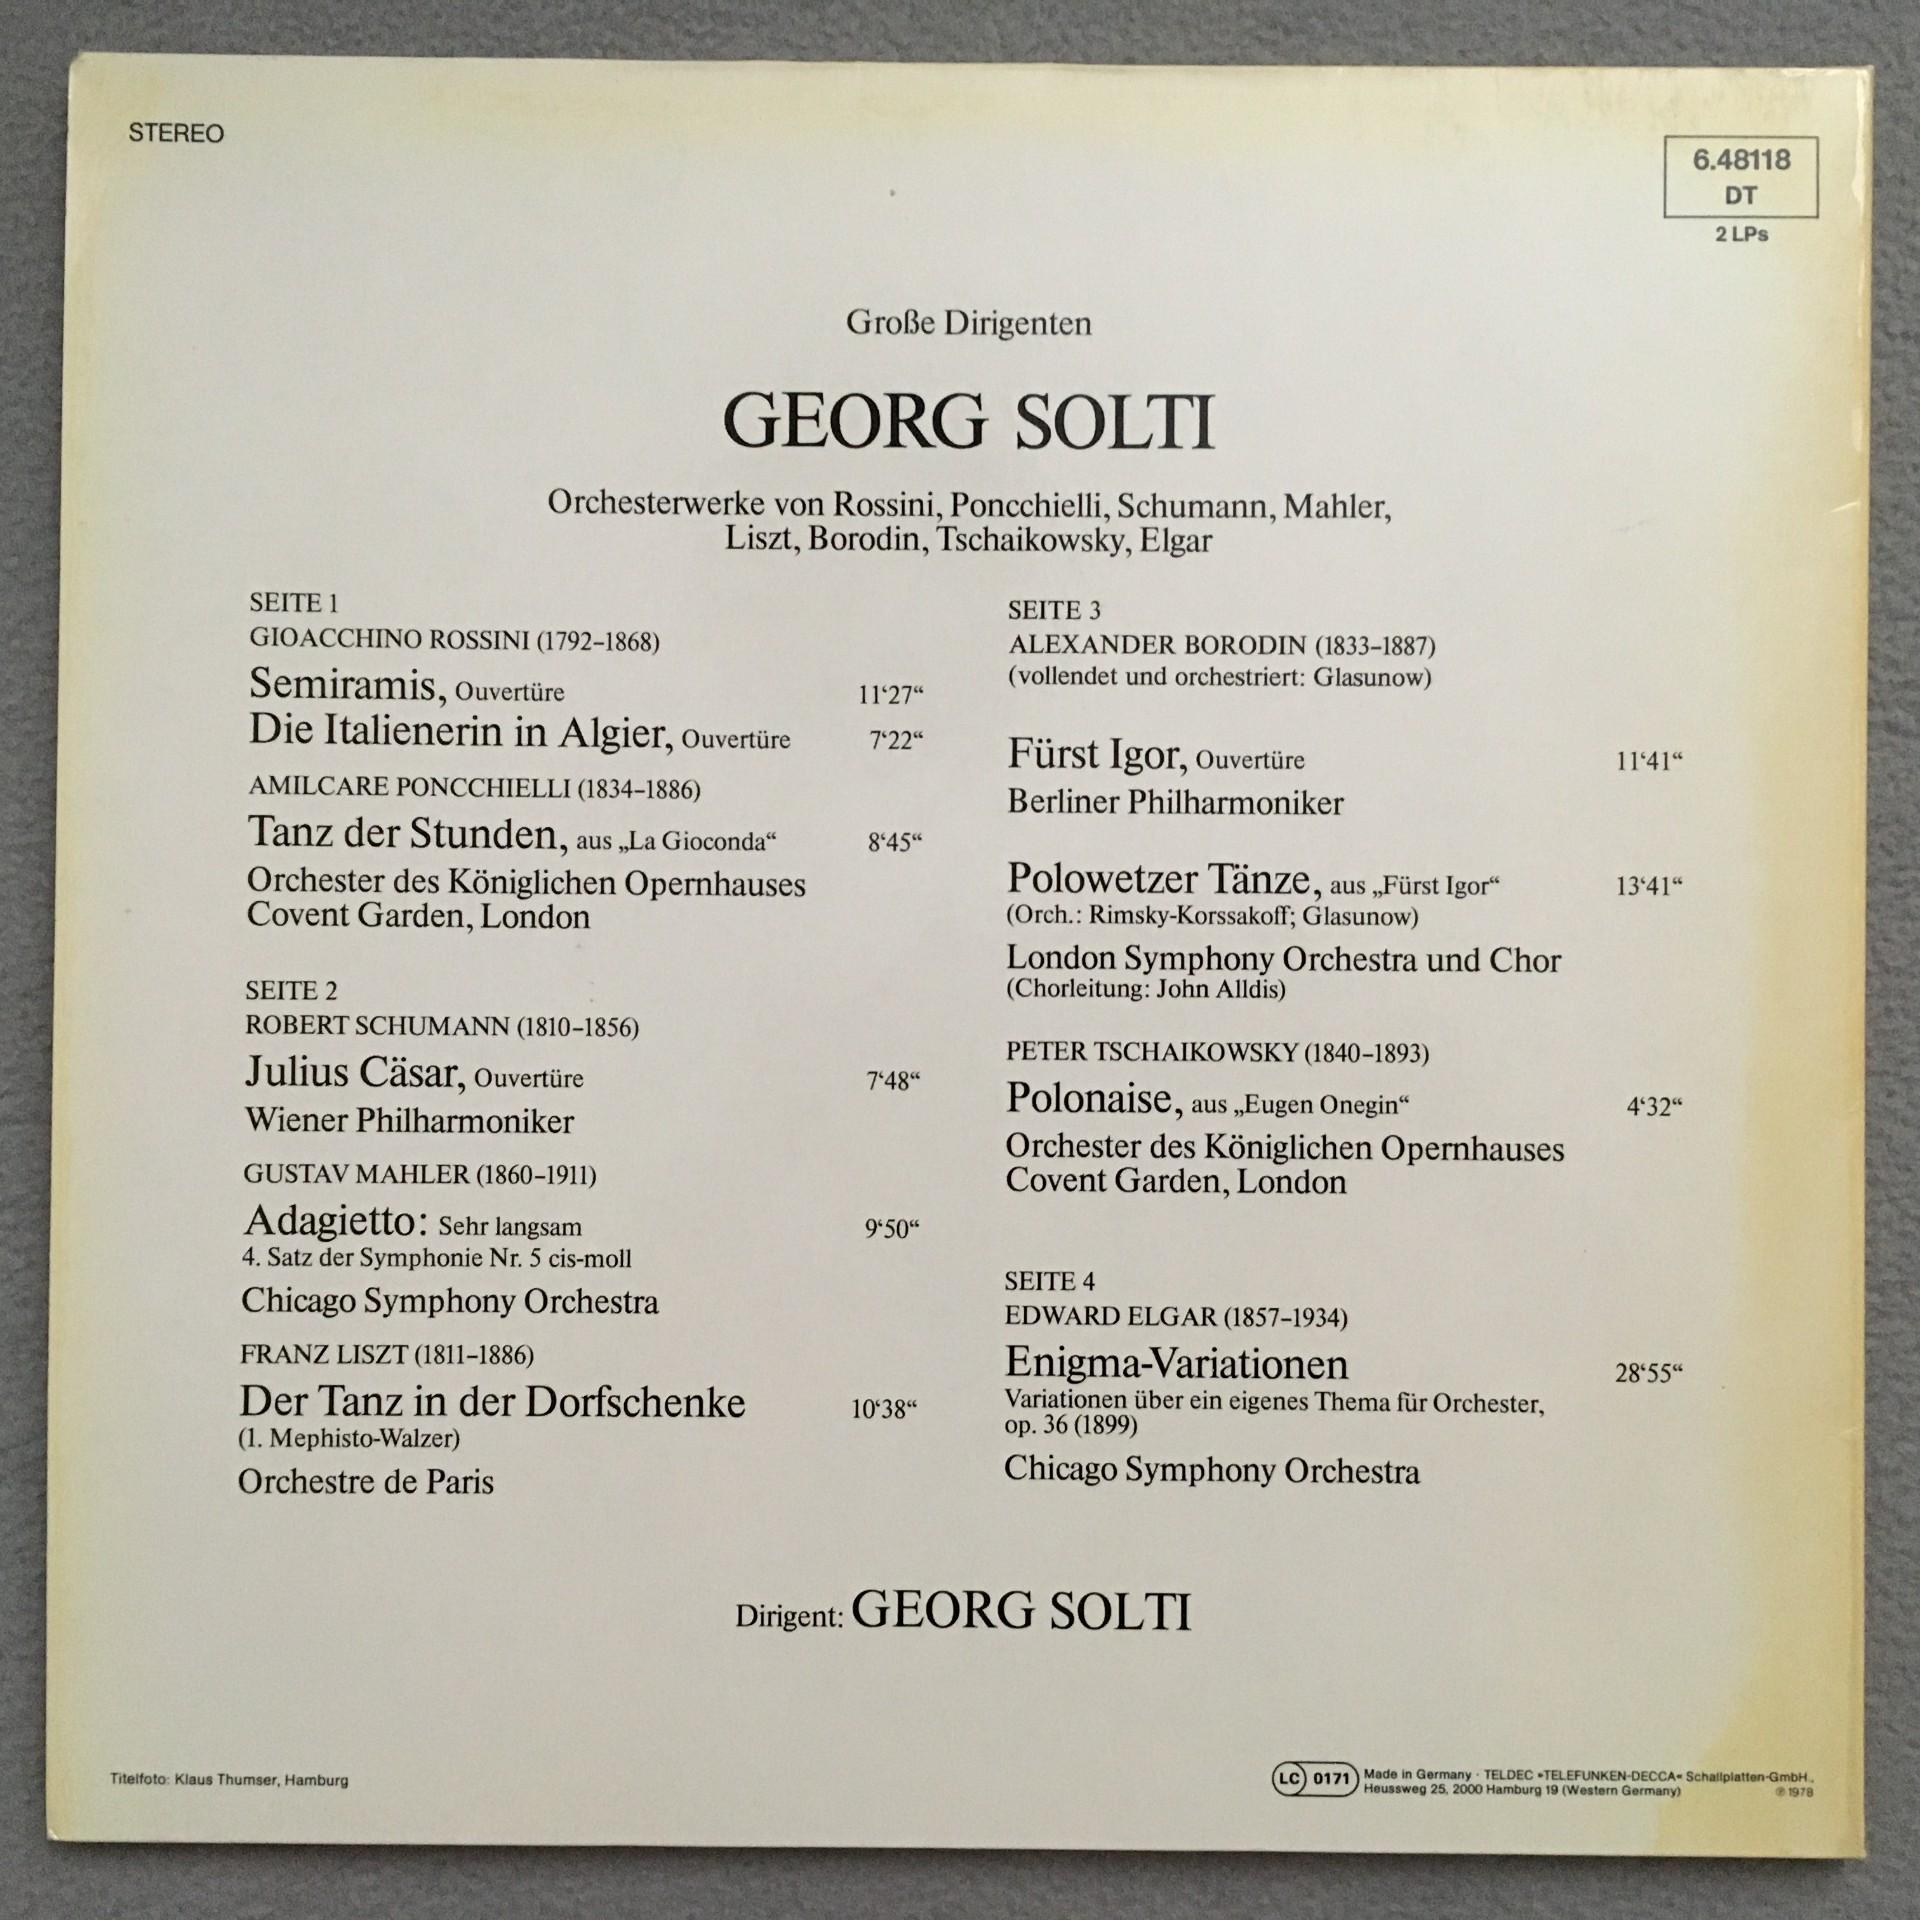 STEREO
6.48118
DT
2 LPs
Große Dirigenten
GEORG SOLTI
Orchesterwerke von Rossini, Poncchielli, Schumann, Mahler,
Liszt, Borodin, Tschaikowsky, Elgar
SEITE 1
GIOACCHINO ROSSINI (1792–1868)
Semiramis, Ouvertüre 11‘27“
Die Italienerin in Algier, Ouvertüre 7‘22“
AMILCARE PONCCHIELLI (1834–1886)
Tanz der Stunden, aus „La Gioconda“ 8‘45“
Orchester des Königlichen Opernhauses
Covent Garden, London
SEITE 2
ROBERT SCHUMANN (1810–1856)
Julius Cäsar, Ouvertüre 7‘48“
Wiener Philharmoniker
GUSTAV MAHLER (1860–1911)
Adagietto: Sehr langsam 9‘50“
4. Satz der Symphonie Nr. 5 cis-moll
Chicago Symphony Orchestra
FRANZ LISZT (1811–1886)
Der Tanz in der Dorfschenke 10‘38“
(1. Mephisto-Walzer)
Orchestre de Paris
SEITE 3
ALEXANDER BORODIN (1833–1887)
(vollendet und orchestriert: Glasunow)
Fürst Igor, Ouvertüre 11‘41“
Berliner Philharmoniker
Polowetzer Tänze, aus „Fürst Igor“ 13‘41“
(Orch.: Rimsky-Korssakoff; Glasunow)
London Symphony Orchestra und Chor
(Chorleitung: John Alldis)
PETER TSCHAIKOWSKY (1840–1893)
Polonaise, aus „Eugen Onegin“ 4‘32“
Orchester des Königlichen Opernhauses
Covent Garden, London
SEITE 4
EDWARD ELGAR (1857–1934)
Enigma-Variationen 28‘55“
Variationen über ein eigenes Thema für Orchester,
op. 36 (1899)
Chicago Symphony Orchestra
Dirigent: GEORG SOLTI
Titelfoto: Klaus Thumser, Hamburg
LC 0171 Made in Germany · TELDEC »TELEFUNKEN-DECCA« Schallplatten-GmbH.,
Heussweg 25, 2000 Hamburg 19 (Western Germany) ℗ 1978